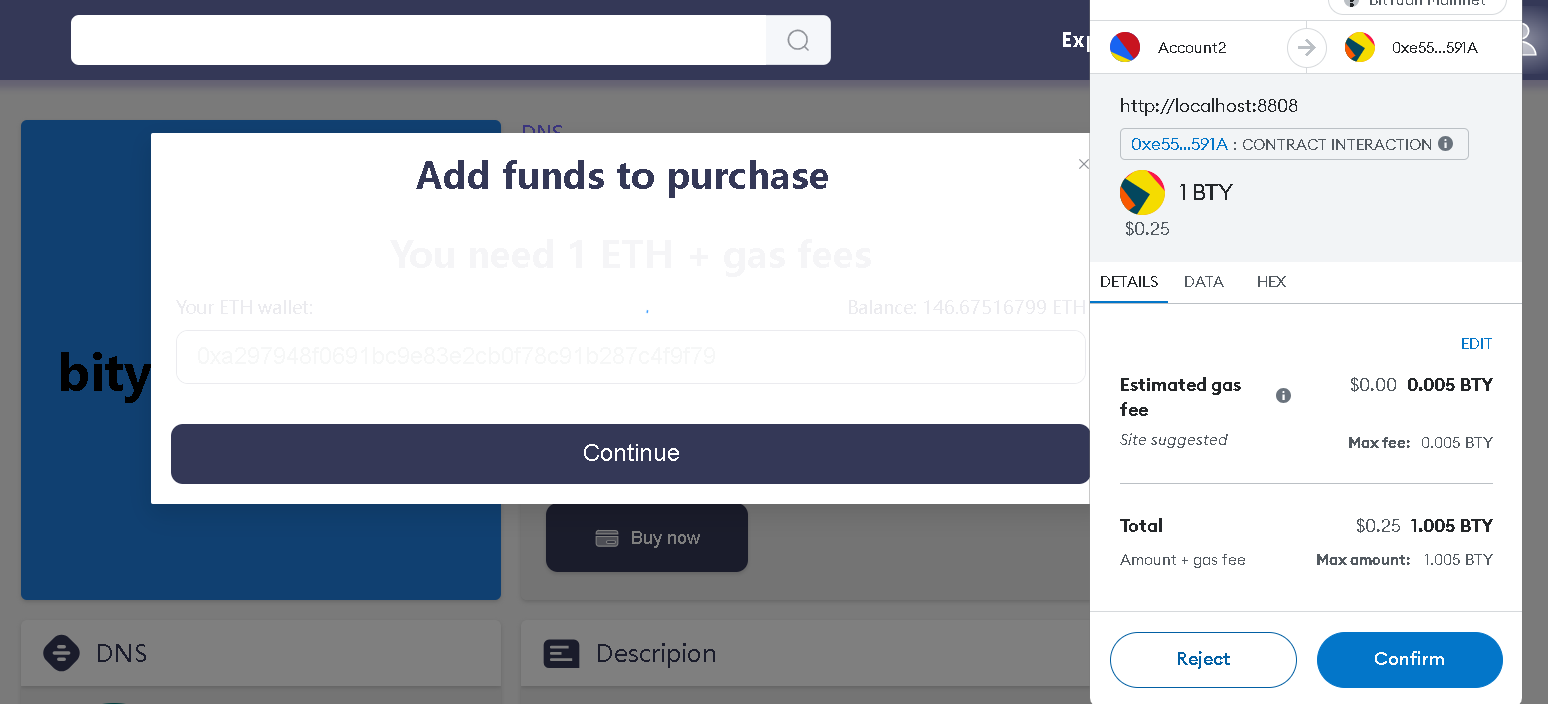 BitYuan Mainnet
Exp
Account2
0xe55...591A
http://localhost:8808
0xe55...591A : CONTRACT INTERACTION
1 BTY
$0.25
DETAILS DATA HEX
EDIT
Estimated gas fee
$0.00 0.005 BTY
Site suggested
Max fee: 0.005 BTY
Total
$0.25 1.005 BTY
Amount + gas fee
Max amount: 1.005 BTY
Reject
Confirm
DNS
Add funds to purchase
You need 1 ETH + gas fees
Your ETH wallet:
Balance: 146.67516799 ETH
0xa297948f0691bc9e83e2cb0f78c91b287c4f9f79
Continue
bity
Buy now
DNS
Descripion